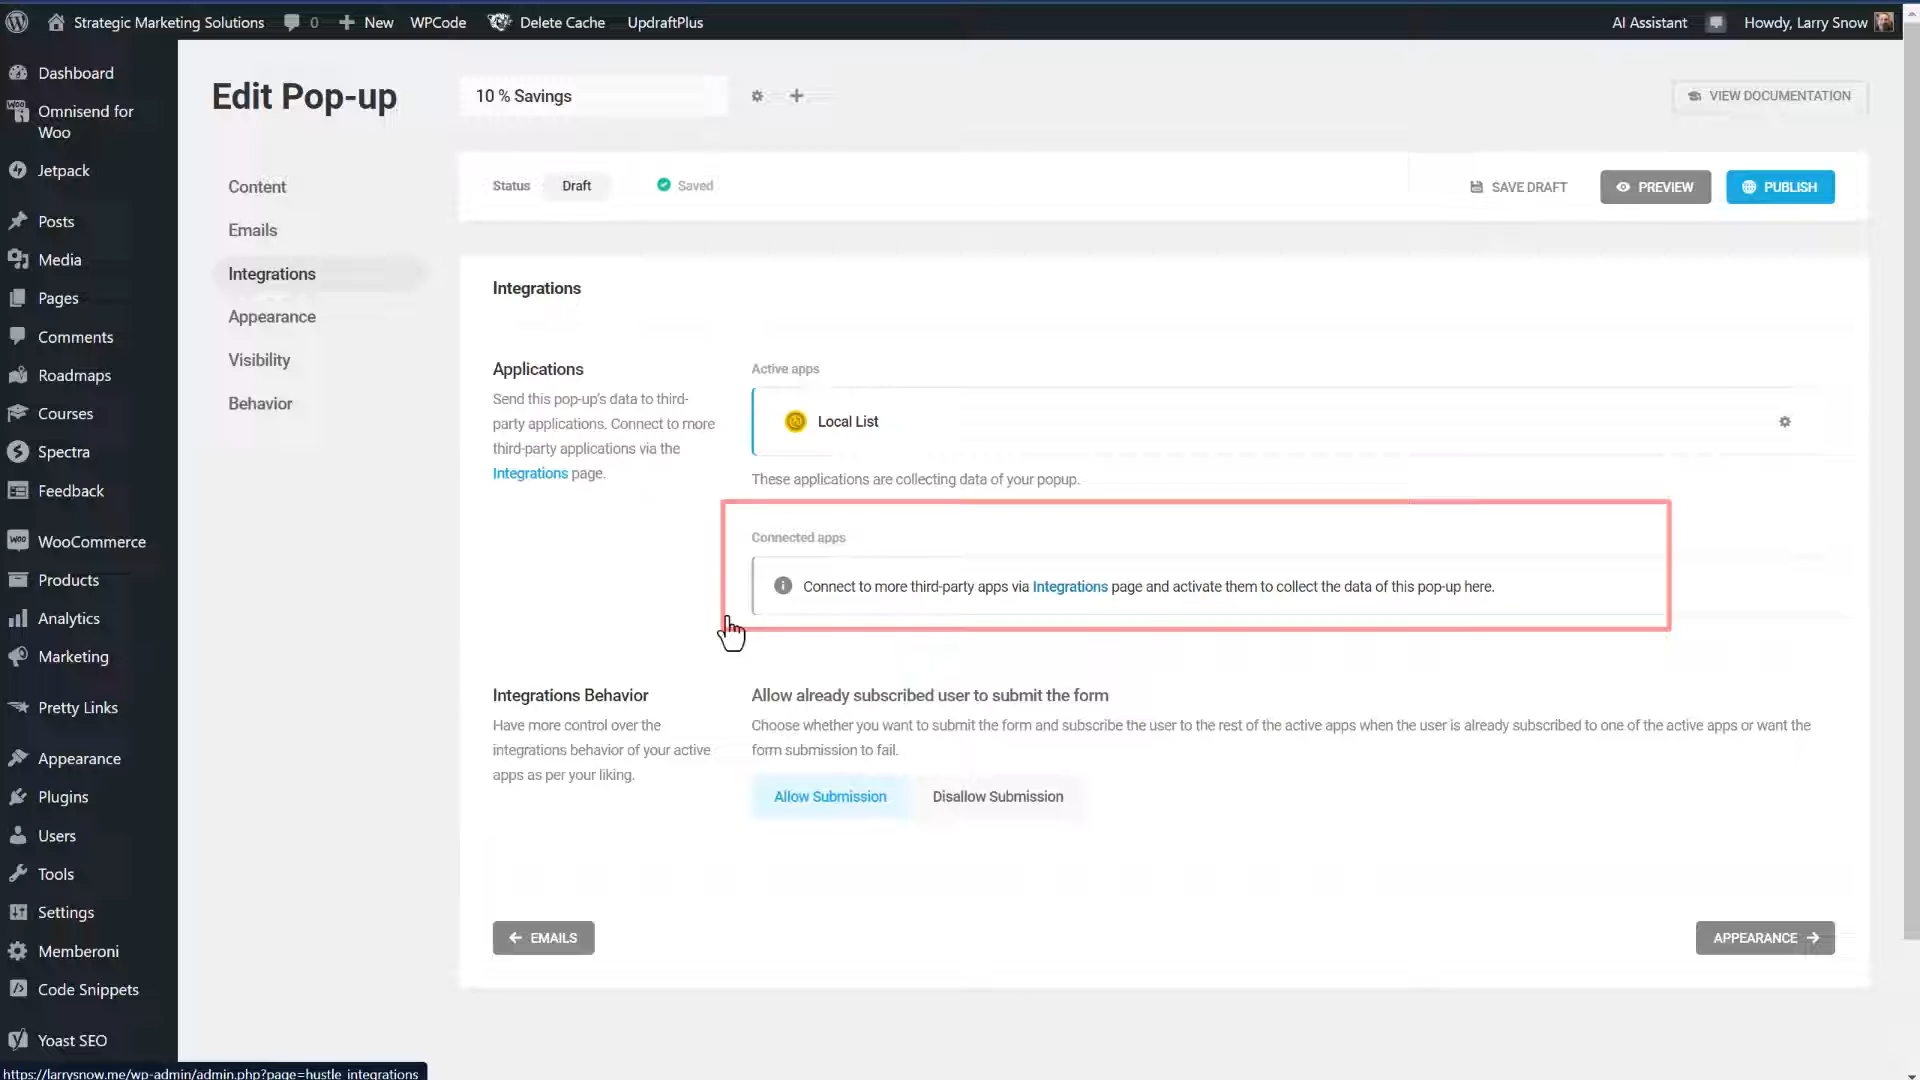 Strategic Marketing Solutions 0 New WPCode Delete Cache UpdraftPlus AI Assistant Howdy, Larry Snow
Dashboard
Omnisend for
Woo
Jetpack
Posts
Media
Pages
Comments
Roadmaps
Courses
Spectra
Feedback
WooCommerce
Products
Analytics
Marketing
Pretty Links
Appearance
Plugins
Users
Tools
Settings
Memberoni
Code Snippets
Yoast SEO
Edit Pop-up
10 % Savings
VIEW DOCUMENTATION
Content
Emails
Integrations
Appearance
Visibility
Behavior
Status Draft Saved SAVE DRAFT PREVIEW PUBLISH
Integrations
Applications
Send this pop-up's data to third-
party applications. Connect to more
third-party applications via the
Integrations page.
Active apps
Local List
These applications are collecting data of your popup.
Connected apps
Connect to more third-party apps via Integrations page and activate them to collect the data of this pop-up here.
Integrations Behavior
Have more control over the
integrations behavior of your active
apps as per your liking.
Allow already subscribed user to submit the form
Choose whether you want to submit the form and subscribe the user to the rest of the active apps when the user is already subscribed to one of the active apps or want the
form submission to fail.
Allow Submission Disallow Submission
EMAILS APPEARANCE
https://larrysnow.me/wp-admin/admin.php?page=hustle_integrations